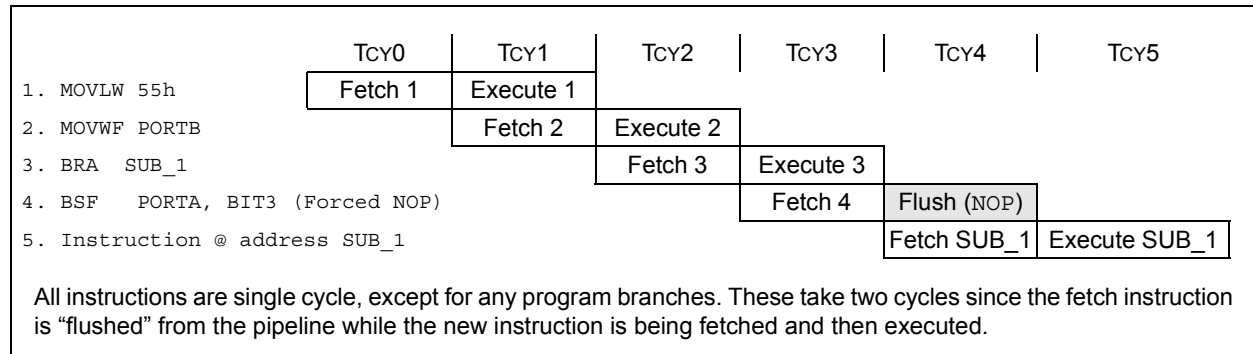 TCY0 TCY1 TCY2 TCY3 TCY4 TCY5
1. MOVLW 55h Fetch 1 Execute 1
2. MOVWF PORTB Fetch 2 Execute 2
3. BRA SUB_1 Fetch 3 Execute 3
4. BSF PORTA, BIT3 (Forced NOP) Fetch 4 Flush (NOP)
5. Instruction @ address SUB_1 Fetch SUB_1 Execute SUB_1
All instructions are single cycle, except for any program branches. These take two cycles since the fetch instruction
is “flushed” from the pipeline while the new instruction is being fetched and then executed.